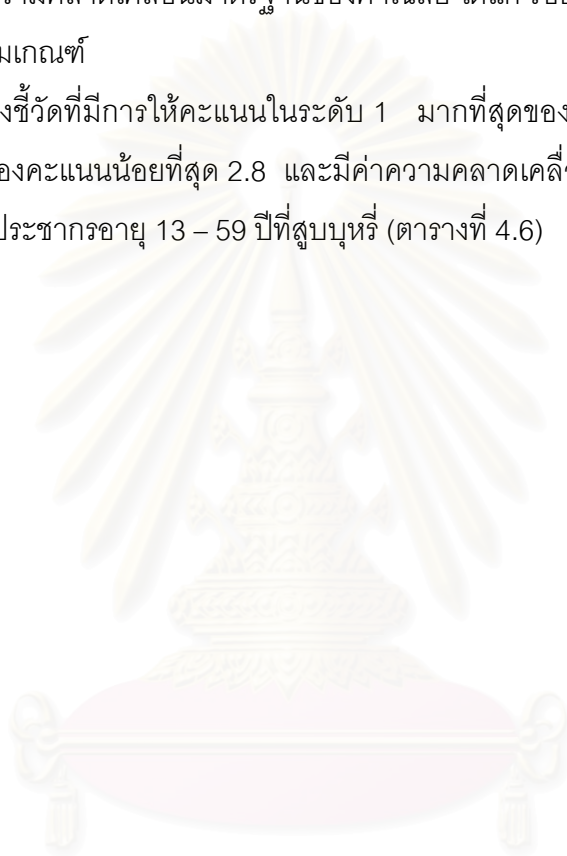 มเกณฑ์
งชี้วัดที่มีการให้คะแนนในระดับ 1 มากที่สุดของ
องคะแนนน้อยที่สุด 2.8 และมีค่าความคลาดเคลื่
ประชากรอายุ 13 – 59 ปีที่สูบบุหรี่ (ตารางที่ 4.6)